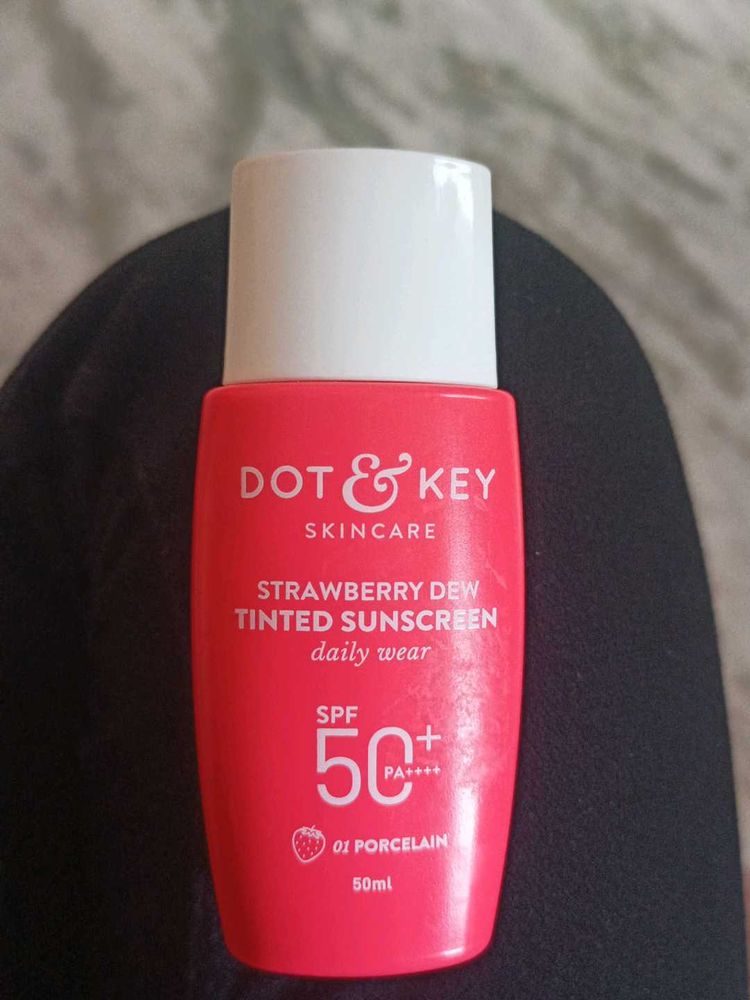 DOT & KEY
SKINCARE
STRAWBERRY DEW
TINTED SUNSCREEN
daily wear
SPF
50+
PA++++
01 PORCELAIN
50ml